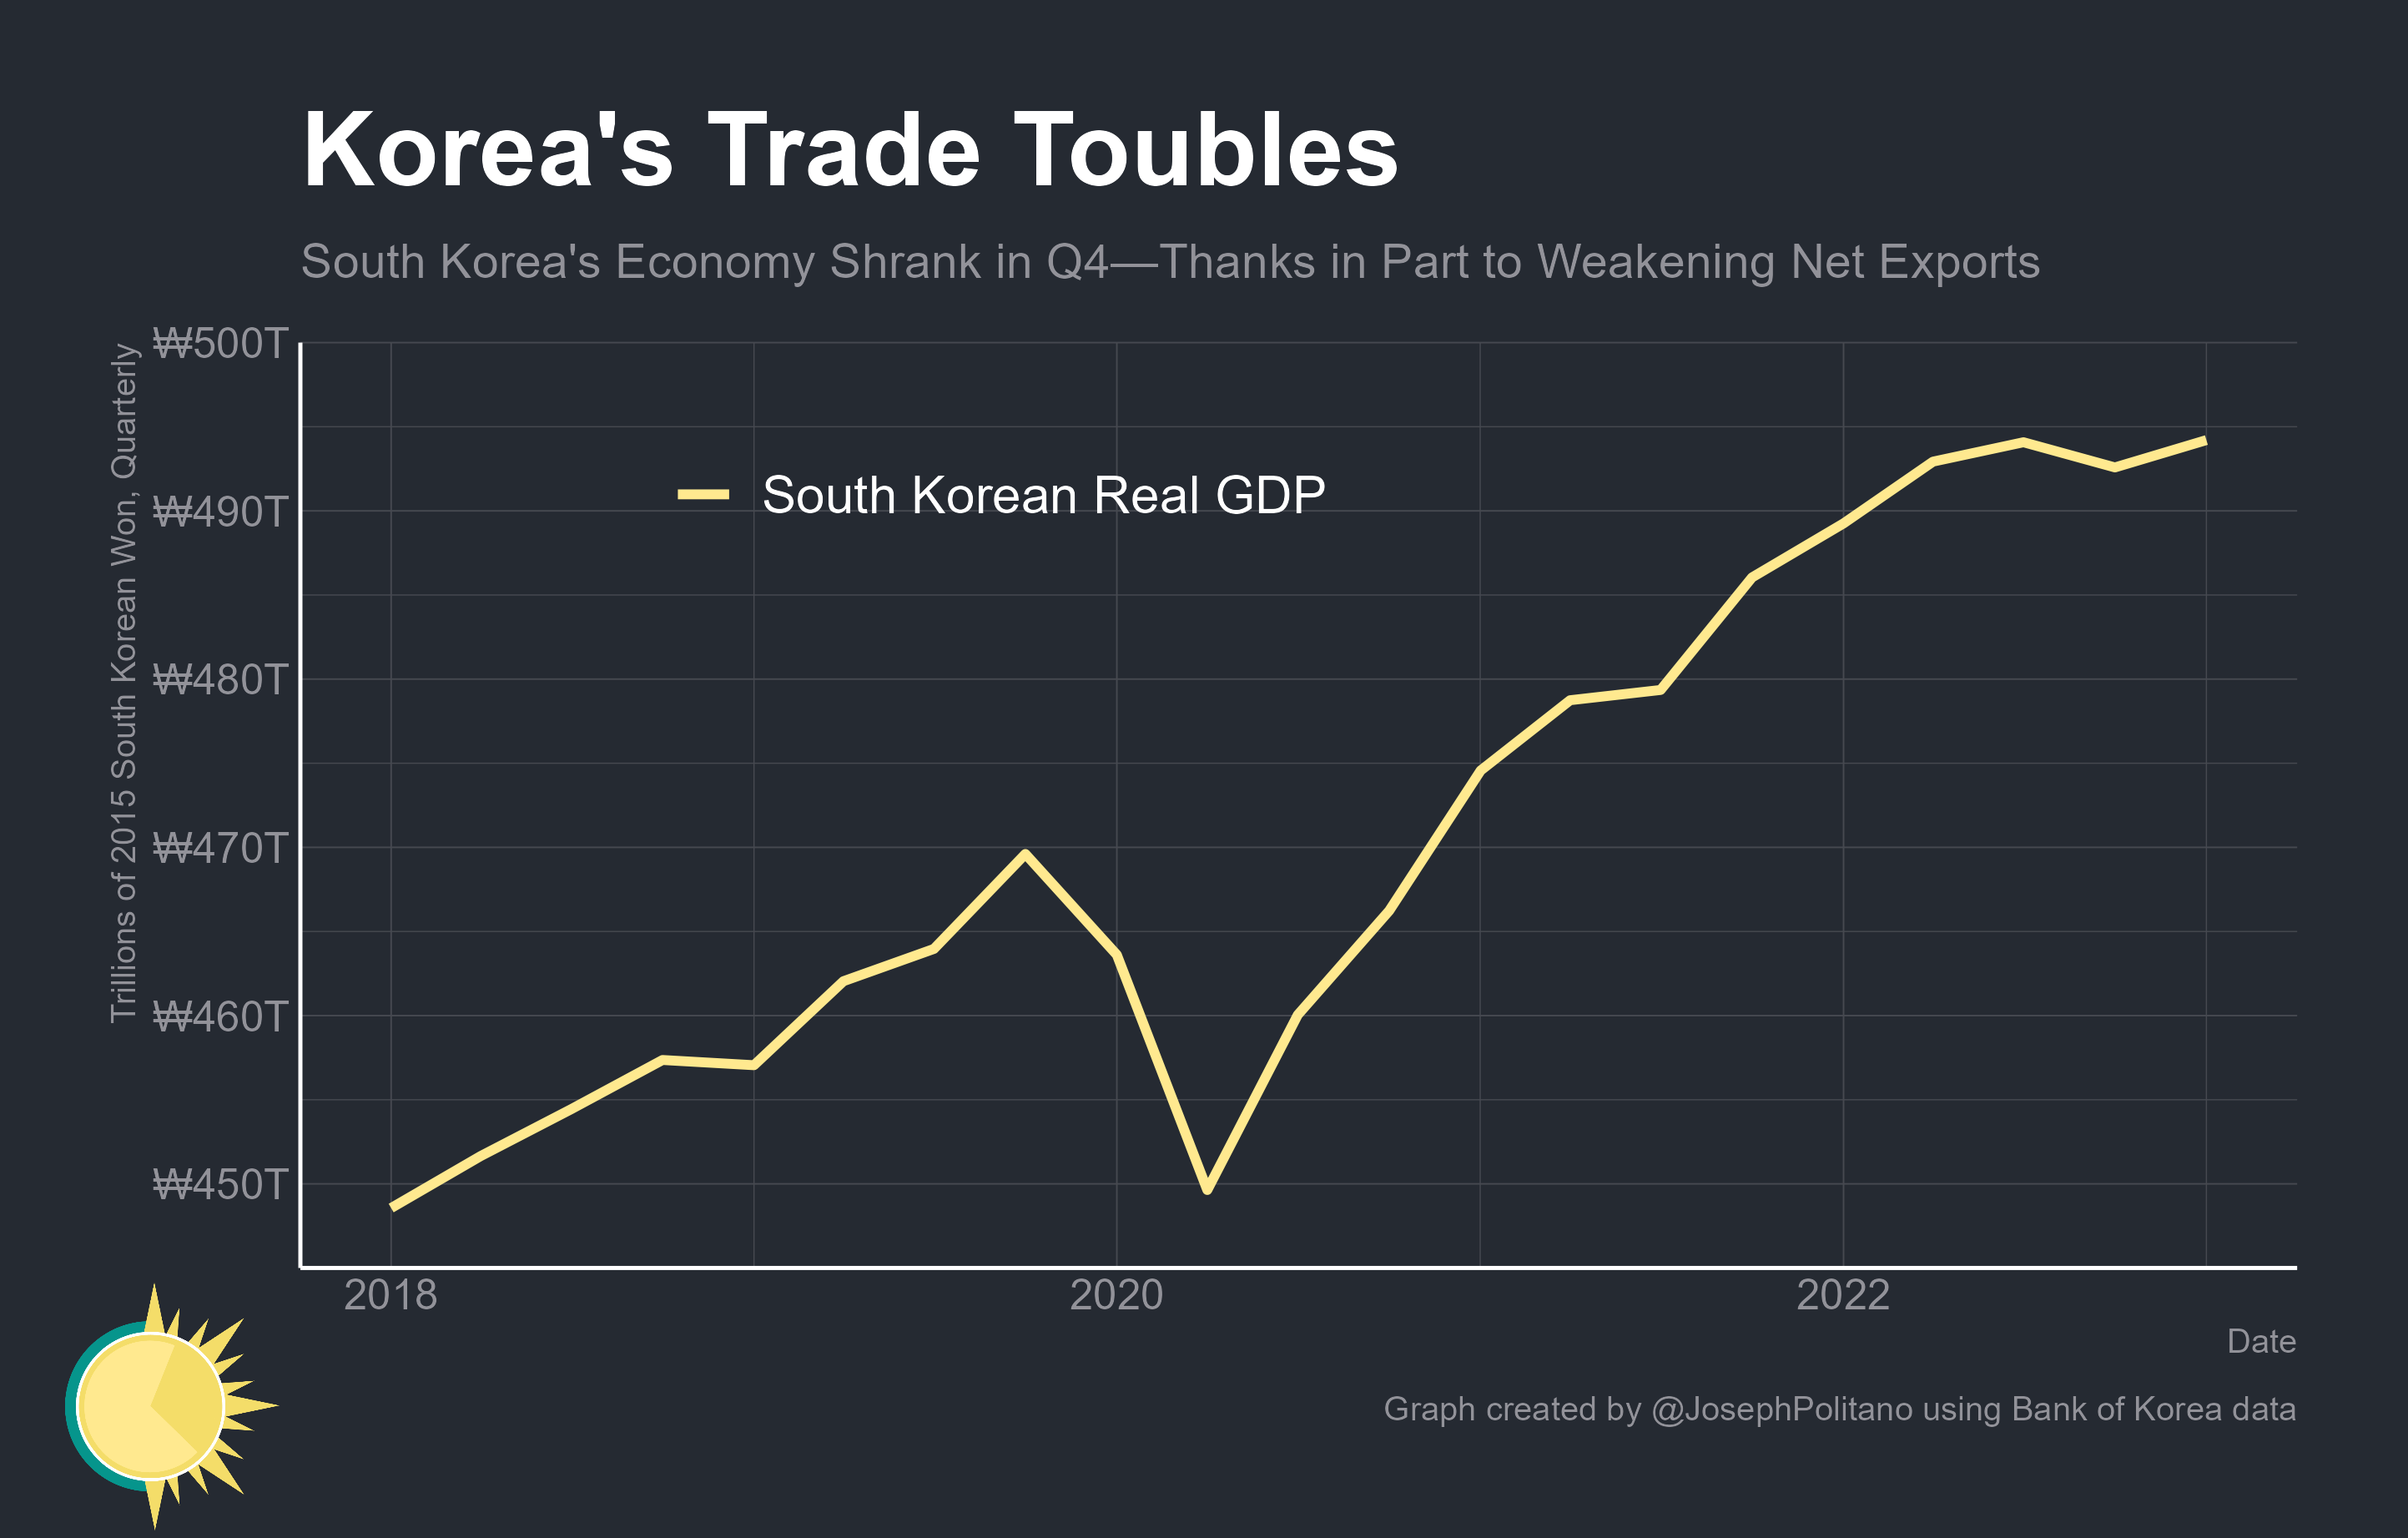 Korea's Trade Toubles
South Korea's Economy Shrank in Q4—Thanks in Part to Weakening Net Exports
Trillions of 2015 South Korean Won, Quarterly
₩500T
₩490T
₩480T
₩470T
₩460T
₩450T
South Korean Real GDP
2018
2020
2022
Date
Graph created by @JosephPolitano using Bank of Korea data